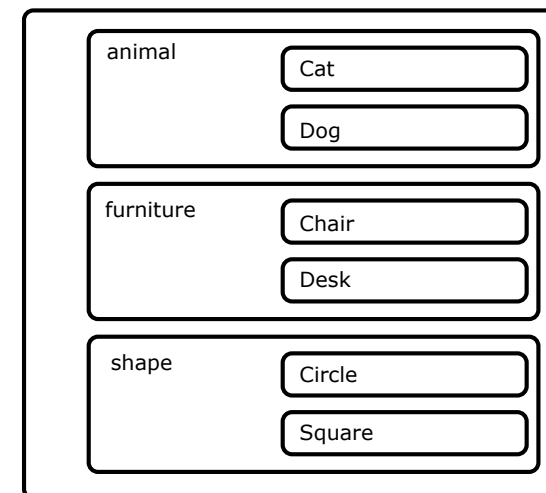 animal
Cat
Dog
furniture
Chair
Desk
shape
Circle
Square